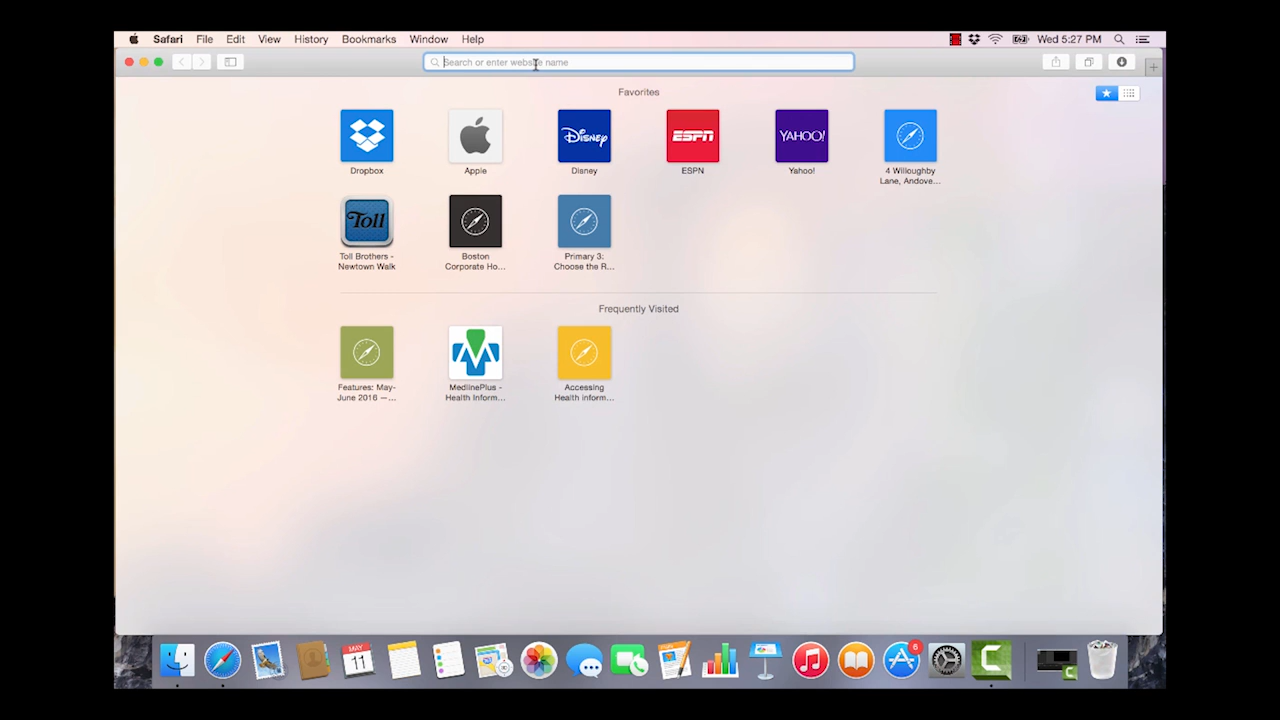 Safari File Edit View History Bookmarks Window Help Wed 5:27 PM
Search or enter website name
Favorites
Disney ESPN YAHOO!
Dropbox Apple Disney ESPN Yahoo! 4 Willoughby
Lane, Andove...
Toll
Toll Brothers -
Newtown Walk
Boston
Corporate Ho...
Primary 3:
Choose the R...
Frequently Visited
Features: May-
June 2016 —...
MedlinePlus -
Health Inform...
Accessing
Health inform...
MAY
11
6